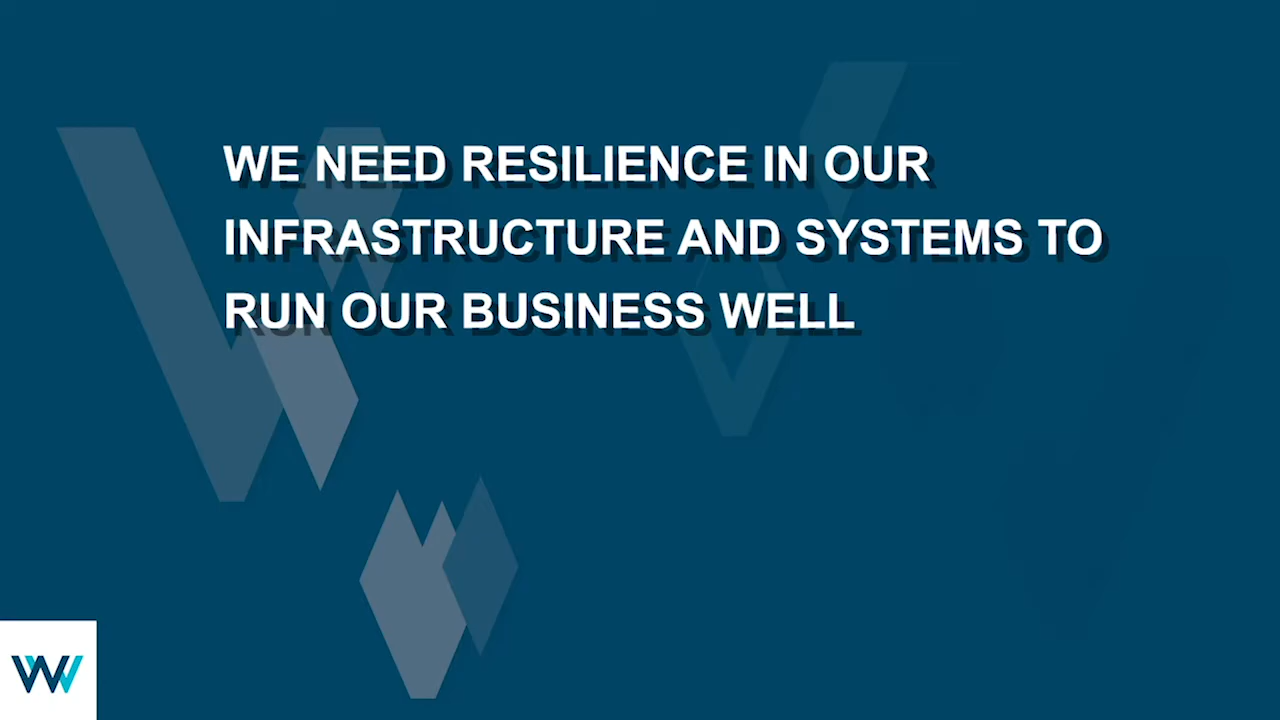 WE NEED RESILIENCE IN OUR
INFRASTRUCTURE AND SYSTEMS TO
RUN OUR BUSINESS WELL